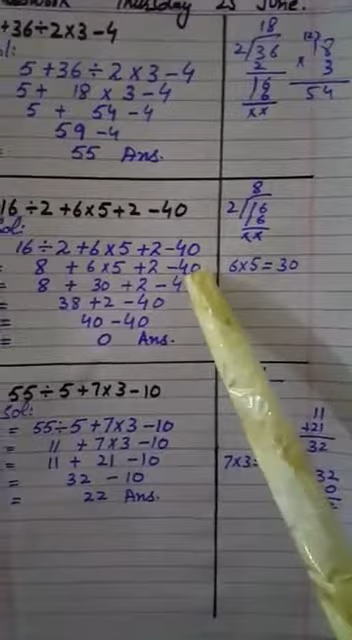 Thursday 23 June.
+36÷2×3-4
ol:
5+36÷2×3-4
5+ 18 ×3-4
5 + 54-4
59-4
= 55 Ans.
18
2/36
2
16
16
××
18
× 3
54
16÷2+6×5+2-40
Sol:
16÷2+6×5+2-40
= 8 +6×5+2-40
= 8 + 30 +2-4
= 38+2-40
= 40-40
= 0 Ans.
8
2/16
16
××
6×5=30
55÷5+7×3-10
Sol:
= 55÷5+7×3-10
= 11 +7×3-10
= 11+ 21 -10
= 32 -10
= 22 Ans.
11
+21
32
7×3=
32
0